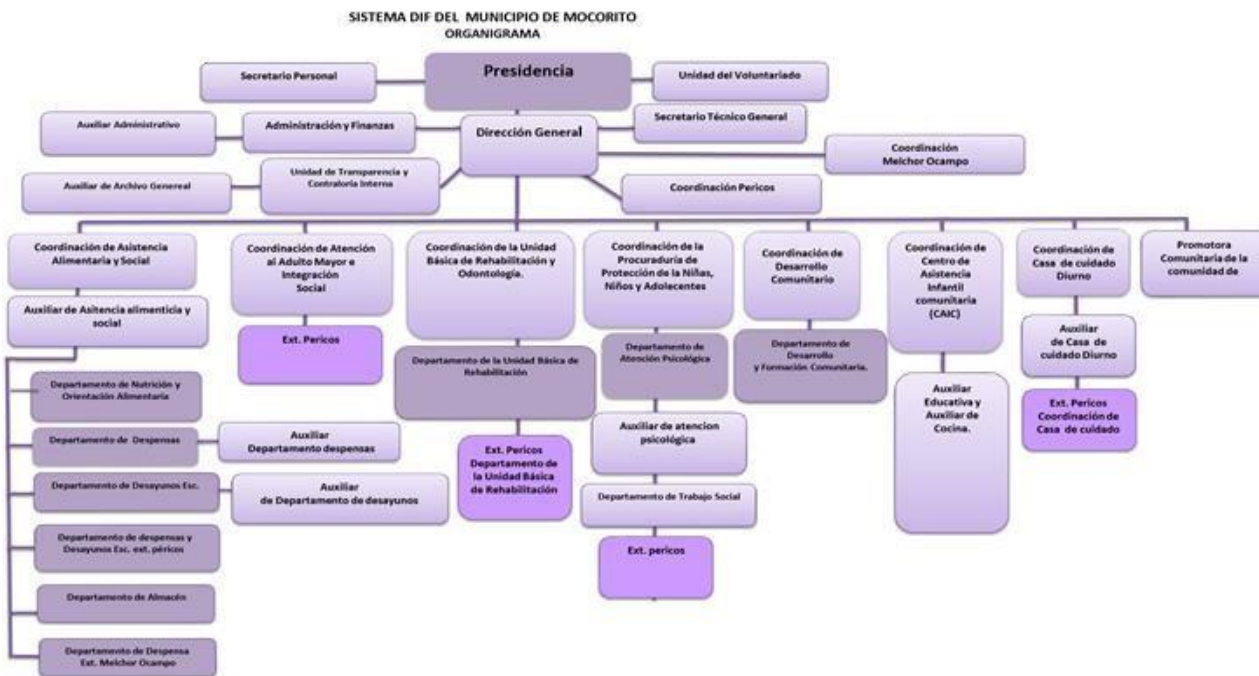 SISTEMA DIF DEL MUNICIPIO DE MOCORITO
ORGANIGRAMA
Secretario Personal
Presidencia
Unidad del Voluntariado
Auxiliar Administrativo
Administración y Finanzas
Dirección General
Secretario Técnico General
Coordinación
Melchor Ocampo
Auxiliar de Archivo Genereal
Unidad de Transparencia y
Contraloría Interna
Coordinación Pericos
Coordinación de Asistencia
Alimentaria y Social
Auxiliar de Asitencia alimenticia y
social
Departamento de Nutrición y
Orientación Alimentaria
Departamento de Despensas
Auxiliar
Departamento despensas
Departamento de Desayunos Esc.
Auxiliar
de Departamento de desayunos
Departamento de despensas y
Desayunos Esc. ext. péricos
Departamento de Almacén
Departamento de Despensa
Ext. Melchor Ocampo
Coordinación de Atención
al Adulto Mayor e
Integración
Social
Ext. Pericos
Coordinación de la Unidad
Básica de Rehabilitación y
Odontología.
Departamento de la Unidad Básica de
Rehabilitación
Ext. Pericos
Departamento de
la Unidad Básica
de Rehabilitación
Coordinación de la
Procuraduría de
Protección de la Niñas,
Niños y Adolecentes
Departamento de
Atención Psicológica
Auxiliar de atencion
psicológica
Departamento de Trabajo Social
Ext. pericos
Coordinación de
Desarrollo
Comunitario
Departamento de
Desarrollo
y Formación Comunitaria.
Coordinación de
Centro de
Asistencia
Infantil
comunitaria
(CAIC)
Auxiliar
Educativa y
Auxiliar de
Cocina.
Coordinación de
Casa de cuidado
Diurno
Auxiliar
de Casa de
cuidado Diurno
Ext. Pericos
Coordinación de
Casa de cuidado
Promotora
Comunitaria de la
comunidad de